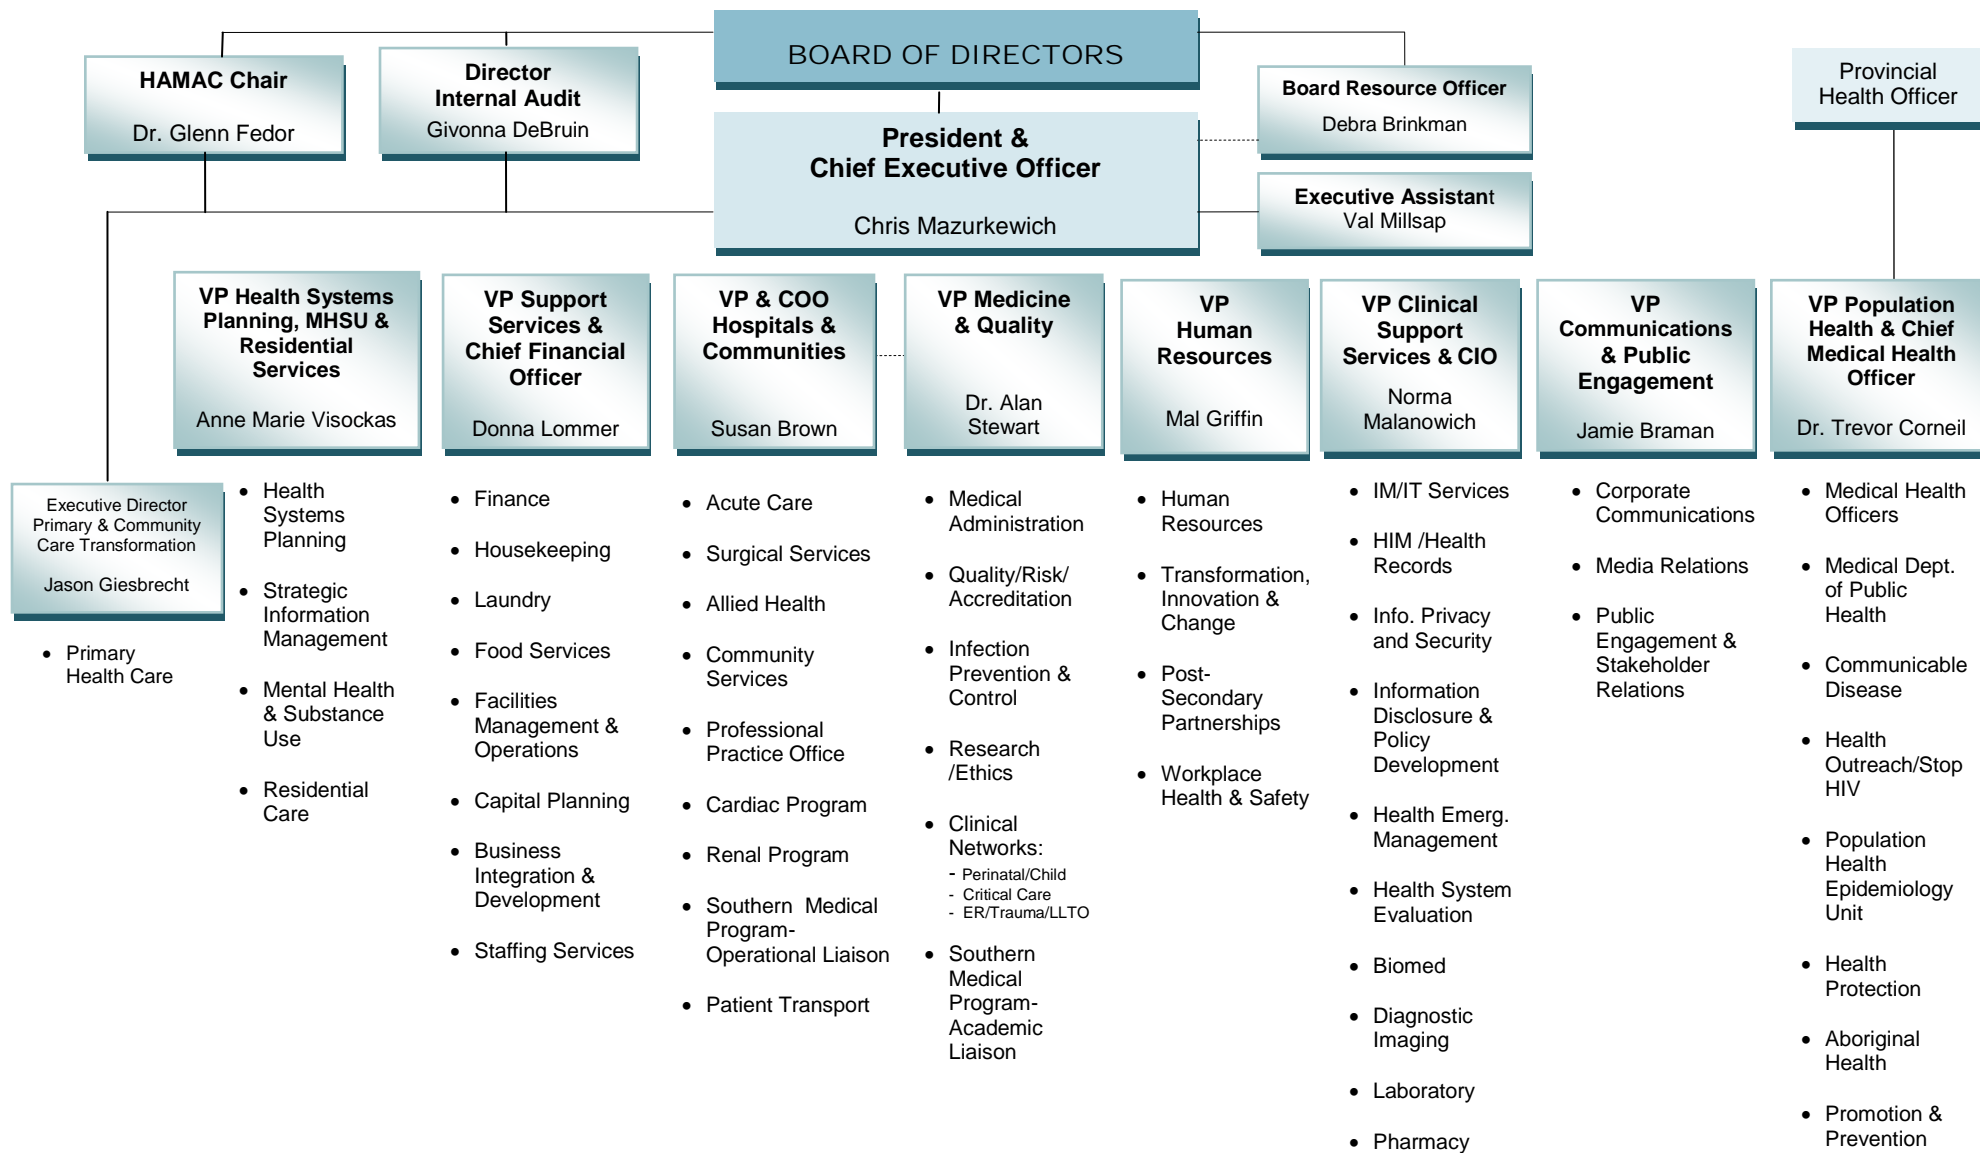 BOARD OF DIRECTORS
HAMAC Chair
Dr. Glenn Fedor
Director
Internal Audit
Givonna DeBruin
Board Resource Officer
Debra Brinkman
Provincial
Health Officer
President &
Chief Executive Officer
Chris Mazurkewich
Executive Assistant
Val Millsap
VP Health Systems
Planning, MHSU &
Residential
Services
Anne Marie Visockas
VP Support
Services &
Chief Financial
Officer
Donna Lommer
VP & COO
Hospitals &
Communities
Susan Brown
VP Medicine
& Quality
Dr. Alan
Stewart
VP
Human
Resources
Mal Griffin
VP Clinical
Support
Services & CIO
Norma
Malanowich
VP
Communications
& Public
Engagement
Jamie Braman
VP Population
Health & Chief
Medical Health
Officer
Dr. Trevor Corneil
Executive Director
Primary & Community
Care Transformation
Jason Giesbrecht
• Primary
Health Care
• Health
Systems
Planning
• Strategic
Information
Management
• Mental Health
& Substance
Use
• Residential
Care
• Finance
• Housekeeping
• Laundry
• Food Services
• Facilities
Management &
Operations
• Capital Planning
• Business
Integration &
Development
• Staffing Services
• Acute Care
• Surgical Services
• Allied Health
• Community
Services
• Professional
Practice Office
• Cardiac Program
• Renal Program
• Southern Medical
Program-
Operational Liaison
• Patient Transport
• Medical
Administration
• Quality/Risk/
Accreditation
• Infection
Prevention &
Control
• Research
/Ethics
• Clinical
Networks:
- Perinatal/Child
- Critical Care
- ER/Trauma/LLTO
• Southern
Medical
Program-
Academic
Liaison
• Human
Resources
• Transformation,
Innovation &
Change
• Post-
Secondary
Partnerships
• Workplace
Health & Safety
• IM/IT Services
• HIM /Health
Records
• Info. Privacy
and Security
• Information
Disclosure &
Policy
Development
• Health Emerg.
Management
• Health System
Evaluation
• Biomed
• Diagnostic
Imaging
• Laboratory
• Pharmacy
• Corporate
Communications
• Media Relations
• Public
Engagement &
Stakeholder
Relations
• Medical Health
Officers
• Medical Dept.
of Public
Health
• Communicable
Disease
• Health
Outreach/Stop
HIV
• Population
Health
Epidemiology
Unit
• Health
Protection
• Aboriginal
Health
• Promotion &
Prevention